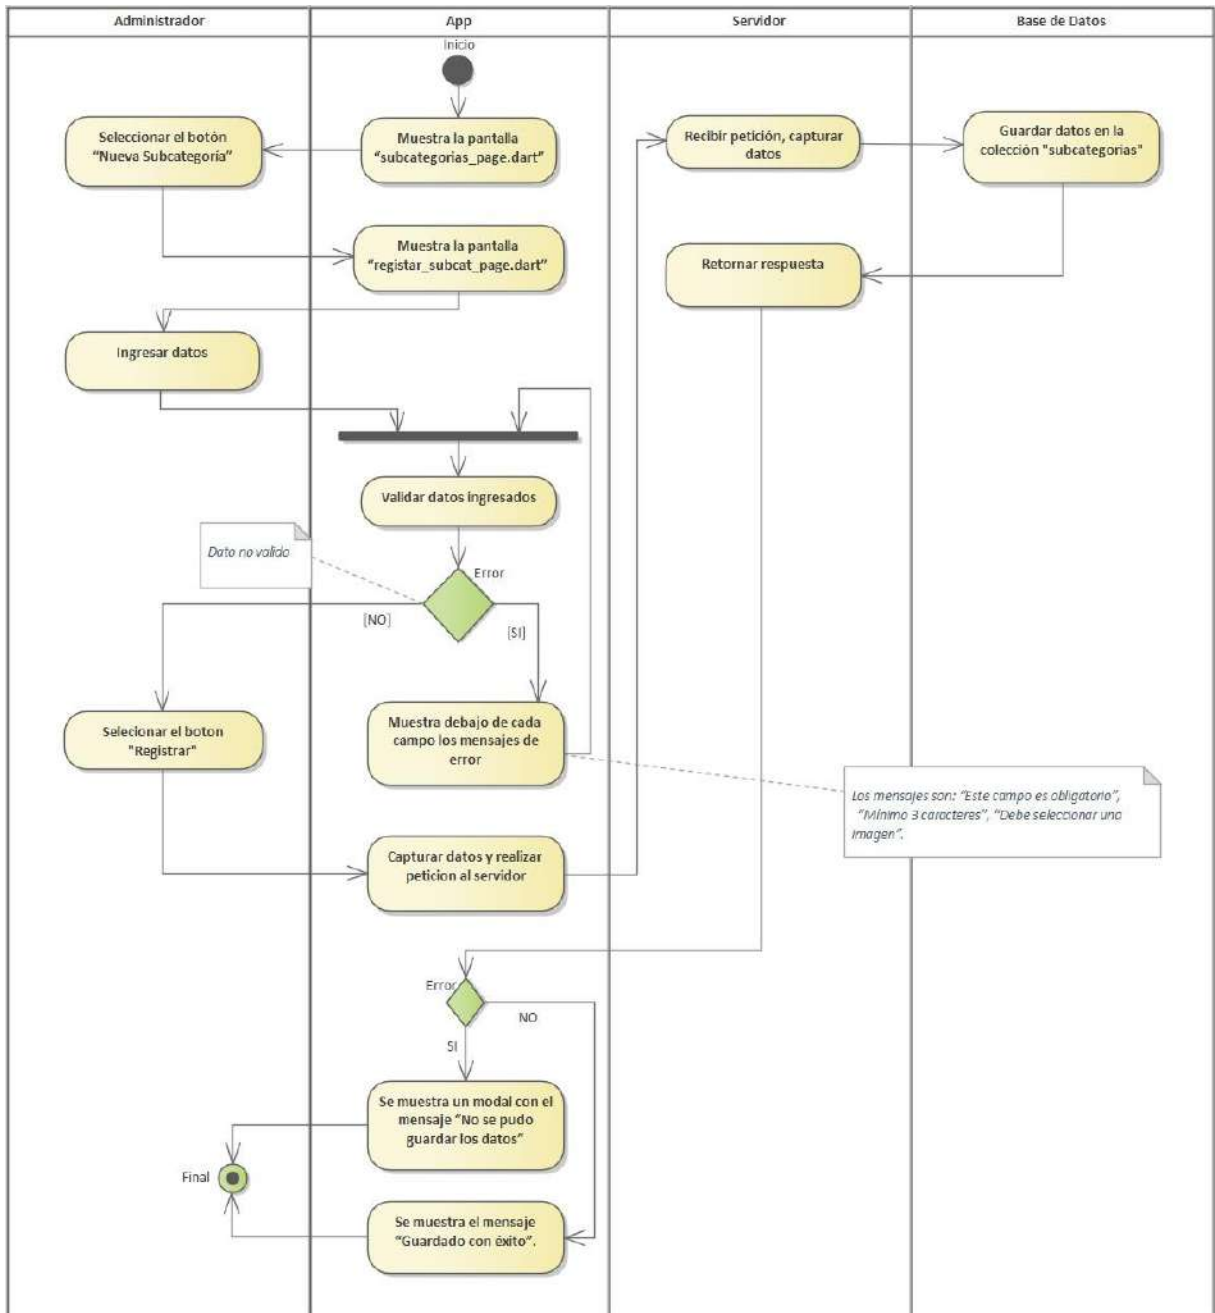 Administrador
App
Servidor
Base de Datos
Inicio
Seleccionar el botón
“Nueva Subcategoría”
Muestra la pantalla
“subcategorias_page.dart”
Recibir petición, capturar
datos
Guardar datos en la
colección "subcategorias"
Muestra la pantalla
“registar_subcat_page.dart”
Retornar respuesta
Ingresar datos
Validar datos ingresados
Dato no valido
Error
[NO]
[SI]
Selecionar el boton
"Registrar"
Muestra debajo de cada
campo los mensajes de
error
Los mensajes son: “Este campo es obligatorio”,
“Mínimo 3 caracteres”, “Debe seleccionar una
imagen”.
Capturar datos y realizar
peticion al servidor
Error
NO
SI
Se muestra un modal con el
mensaje “No se pudo
guardar los datos”
Final
Se muestra el mensaje
“Guardado con éxito”.